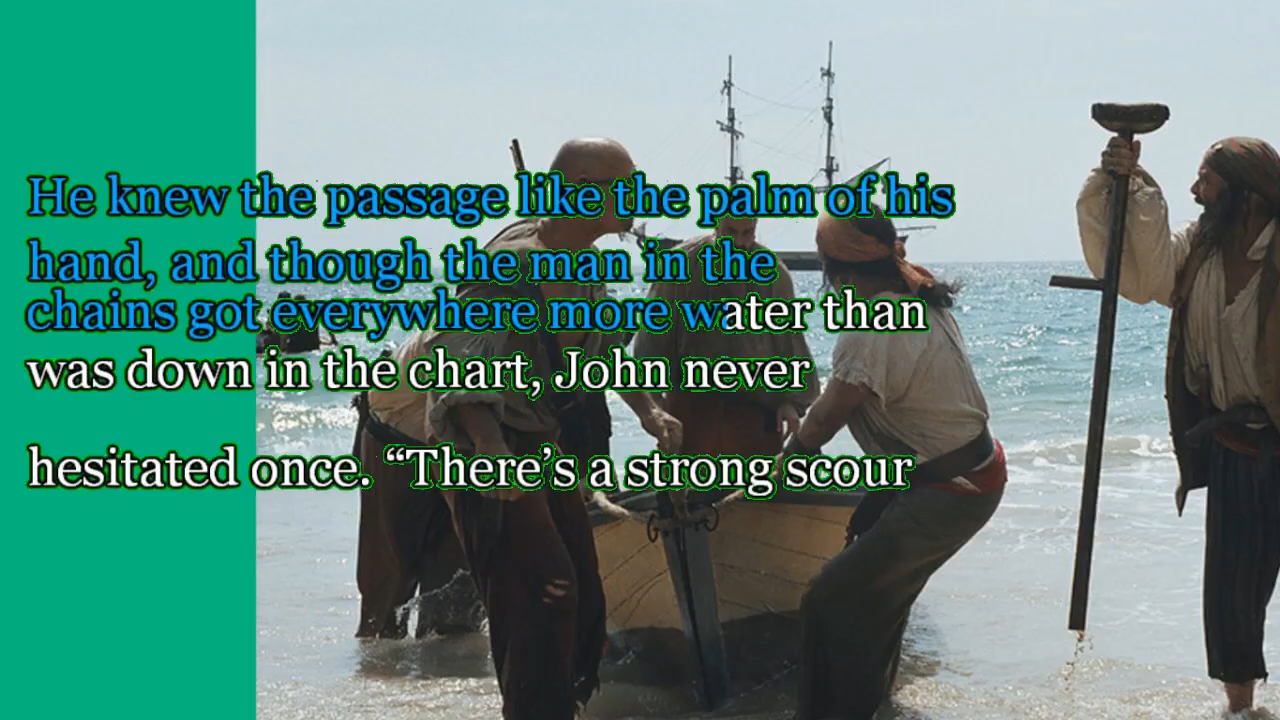 He knew the passage like the palm of his
hand, and though the man in the
chains got everywhere more water than
was down in the chart, John never
hesitated once. “There’s a strong scour